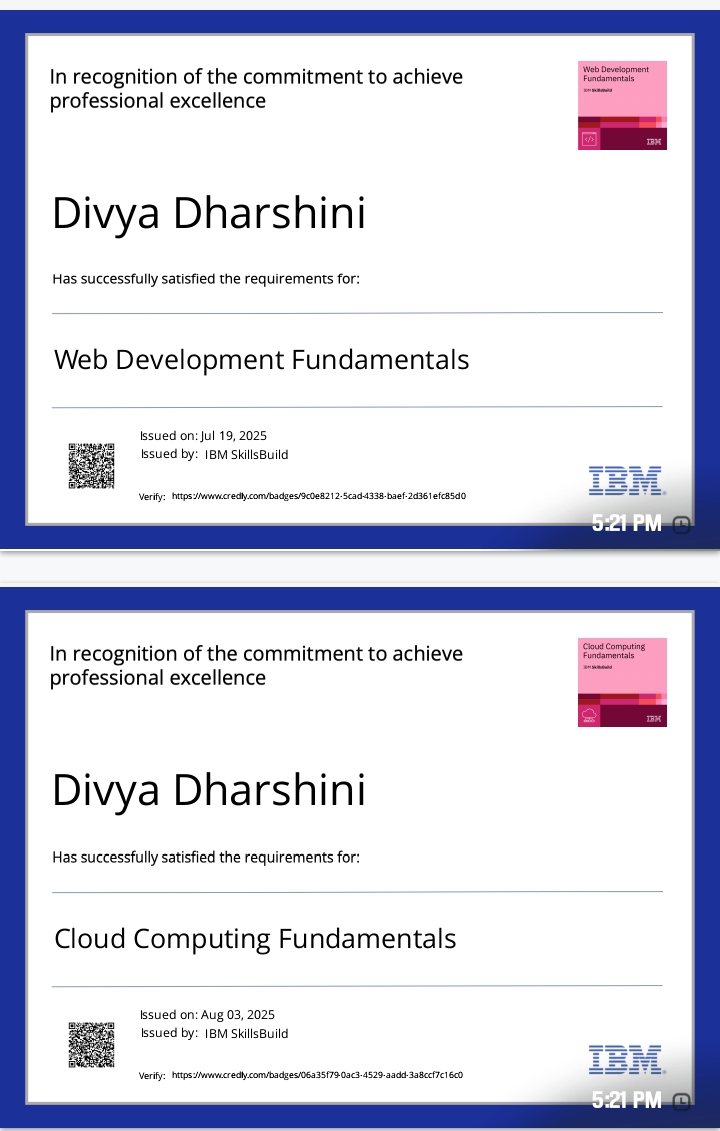 In recognition of the commitment to achieve
professional excellence
Web Development
Fundamentals
IBM SkillsBuild
</>
IBM
Divya Dharshini
Has successfully satisfied the requirements for:
Web Development Fundamentals
Issued on: Jul 19, 2025
Issued by: IBM SkillsBuild
Verify: https://www.credly.com/badges/9c0e8212-5cad-4338-baef-2d361efc85d0
IBM®
5:21 PM
In recognition of the commitment to achieve
professional excellence
Cloud Computing
Fundamentals
IBM SkillsBuild
IBM
Divya Dharshini
Has successfully satisfied the requirements for:
Cloud Computing Fundamentals
Issued on: Aug 03, 2025
Issued by: IBM SkillsBuild
Verify: https://www.credly.com/badges/06a35f79-0ac3-4529-aadd-3a8ccf7c16c0
IBM®
5:21 PM